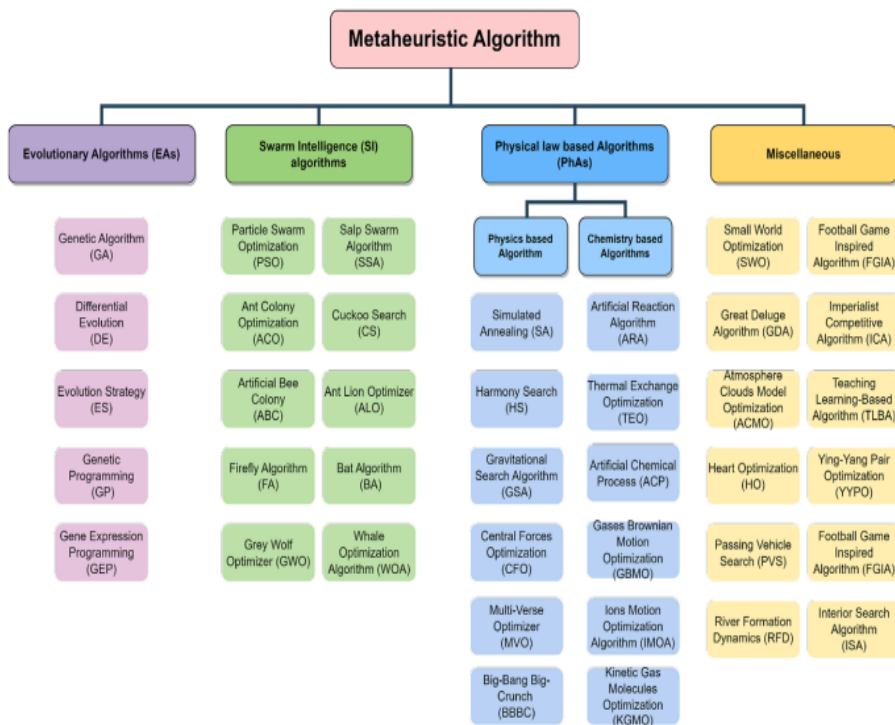 Metaheuristic Algorithm
Evolutionary Algorithms (EAs)
Swarm Intelligence (SI)
algorithms
Physical law based Algorithms
(PhAs)
Miscellaneous
Genetic Algorithm
(GA)
Differential
Evolution
(DE)
Evolution Strategy
(ES)
Genetic
Programming
(GP)
Gene Expression
Programming
(GEP)
Particle Swarm
Optimization
(PSO)
Salp Swarm
Algorithm
(SSA)
Ant Colony
Optimization
(ACO)
Cuckoo Search
(CS)
Artificial Bee
Colony
(ABC)
Ant Lion Optimizer
(ALO)
Firefly Algorithm
(FA)
Bat Algorithm
(BA)
Grey Wolf
Optimizer (GWO)
Whale
Optimization
Algorithm (WOA)
Physics based
Algorithm
Chemistry based
Algorithms
Simulated
Annealing (SA)
Artificial Reaction
Algorithm
(ARA)
Harmony Search
(HS)
Thermal Exchange
Optimization
(TEO)
Gravitational
Search Algorithm
(GSA)
Artificial Chemical
Process (ACP)
Central Forces
Optimization
(CFO)
Gases Brownian
Motion
Optimization
(GBMO)
Multi-Verse
Optimizer
(MVO)
Ions Motion
Optimization
Algorithm (IMOA)
Big-Bang Big-
Crunch
(BBBC)
Kinetic Gas
Molecules
Optimization
(KGMO)
Small World
Optimization
(SWO)
Football Game
Inspired
Algorithm (FGIA)
Great Deluge
Algorithm (GDA)
Imperialist
Competitive
Algorithm (ICA)
Atmosphere
Clouds Model
Optimization
(ACMO)
Teaching
Learning-Based
Algorithm (TLBA)
Heart Optimization
(HO)
Ying-Yang Pair
Optimization
(YYPO)
Passing Vehicle
Search (PVS)
Football Game
Inspired
Algorithm (FGIA)
River Formation
Dynamics (RFD)
Interior Search
Algorithm
(ISA)